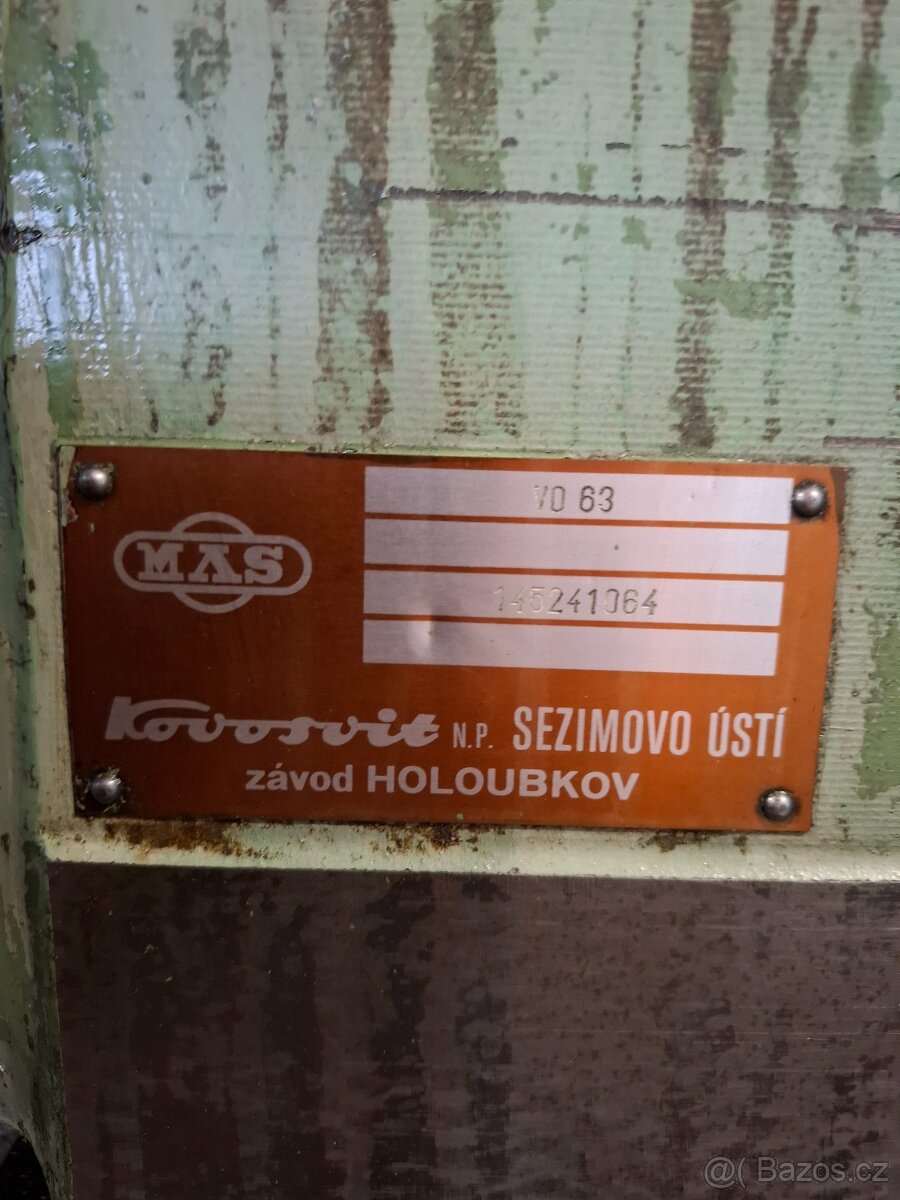 VO 63
MAS
145241064
Kovosvit N.P. SEZIMOVO ÚSTÍ
závod HOLOUBKOV
@( Bazos.cz